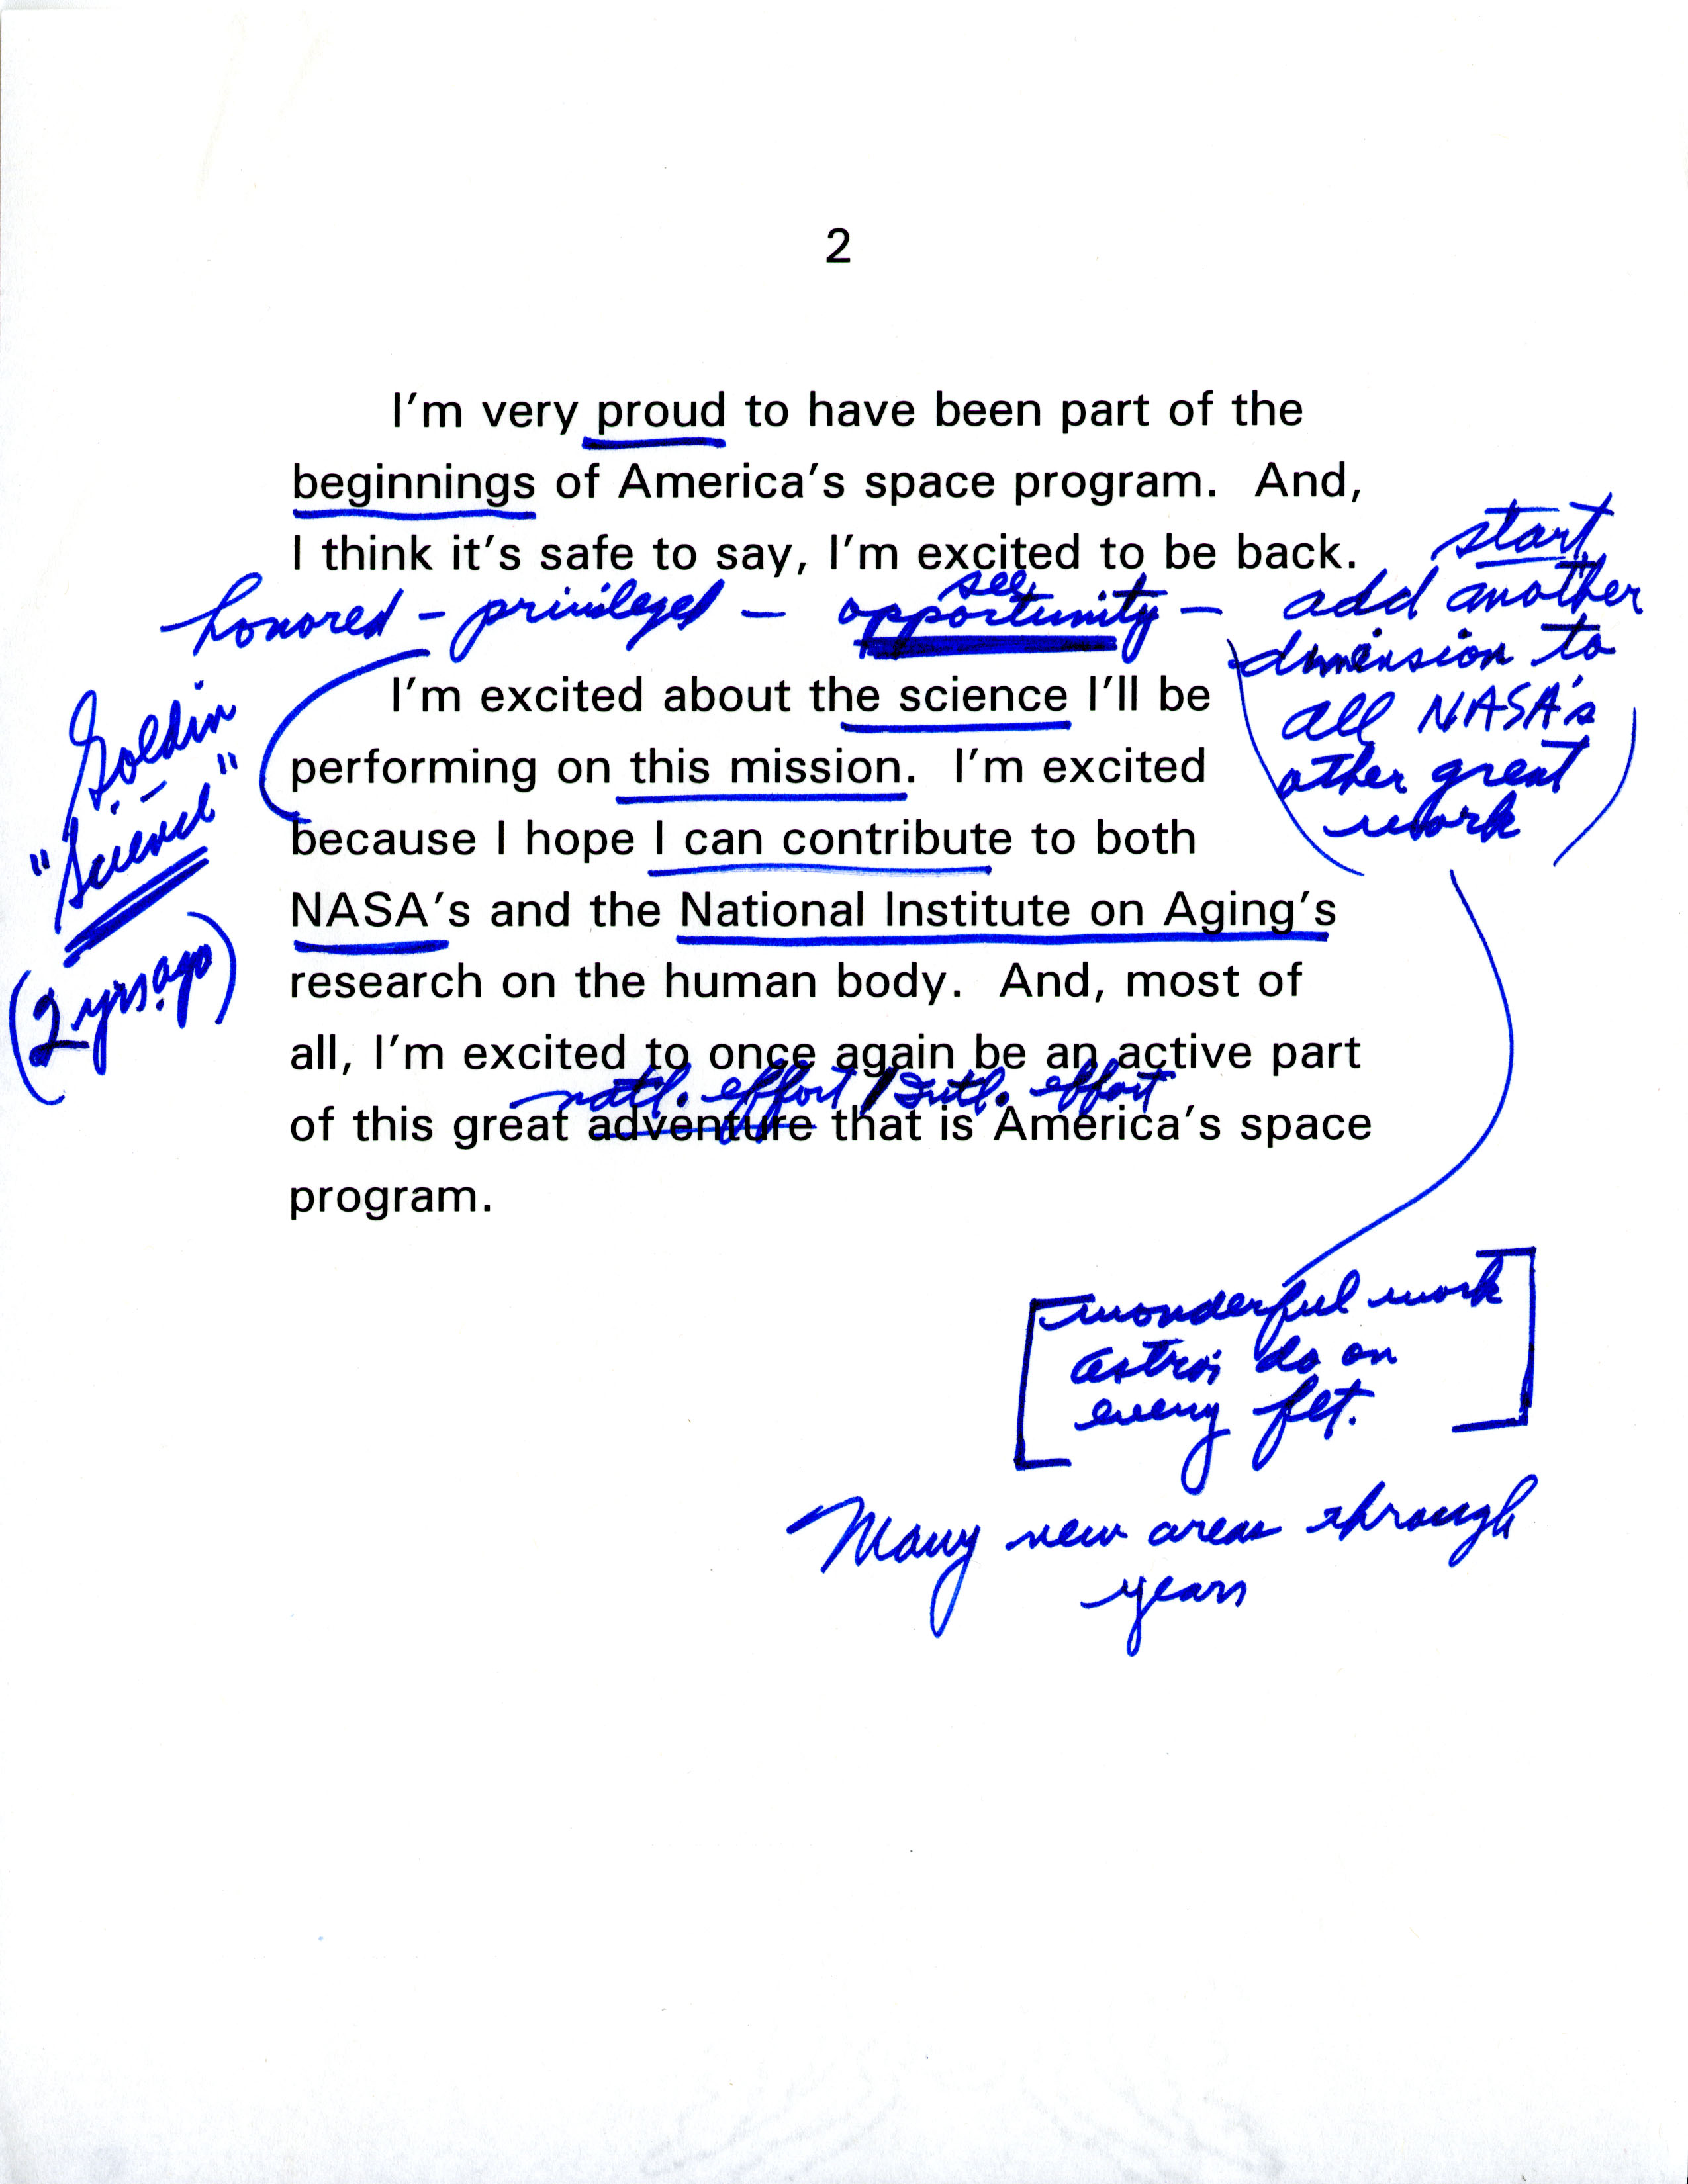 2
I'm very proud to have been part of the
beginnings of America's space program. And,
I think it's safe to say, I'm excited to be back.
start
see
honored - privileged - opportunity - add another
dimension to
all NASA's
other great
work
I'm excited about the science I'll be
performing on this mission. I'm excited
because I hope I can contribute to both
NASA's and the National Institute on Aging's
research on the human body. And, most of
all, I'm excited to once again be an active part
natl. effort / Intl. effort
of this great adventure that is America's space
program.
Goldin
"Science"
(2 yrs. ago)
[wonderful work
astros do on
every flt.]
Many new areas through
years